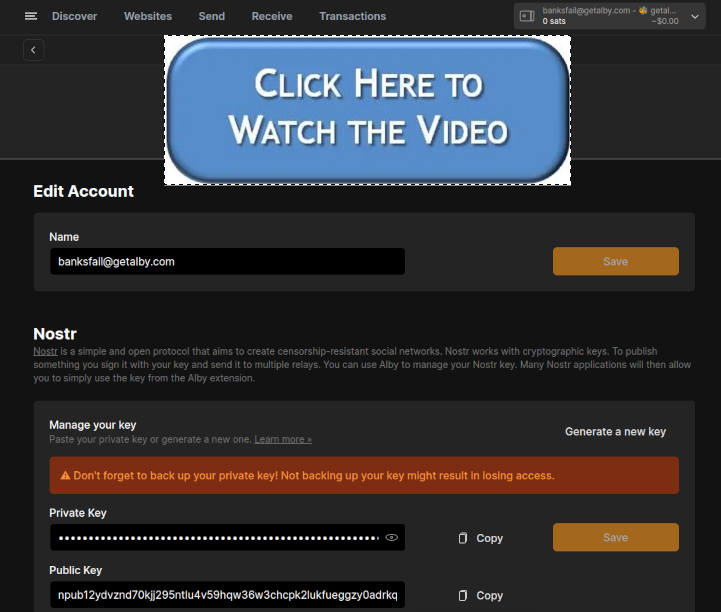 Discover Websites Send Receive Transactions
banksfail@getalby.com - 🐝 getal...
0 sats ~$0.00
Click Here to
Watch the Video
Edit Account
Name
banksfail@getalby.com Save
Nostr
Nostr is a simple and open protocol that aims to create censorship-resistant social networks. Nostr works with cryptographic keys. To publish
something you sign it with your key and send it to multiple relays. You can use Alby to manage your Nostr key. Many Nostr applications will then allow
you to simply use the key from the Alby extension.
Manage your key
Generate a new key
Paste your private key or generate a new one. Learn more »
⚠ Don't forget to back up your private key! Not backing up your key might result in losing access.
Private Key
Copy Save
Public Key
npub12ydvznd70kjj295ntlu4v59hqw36w3chcpk2lukfueggzy0adrkq Copy